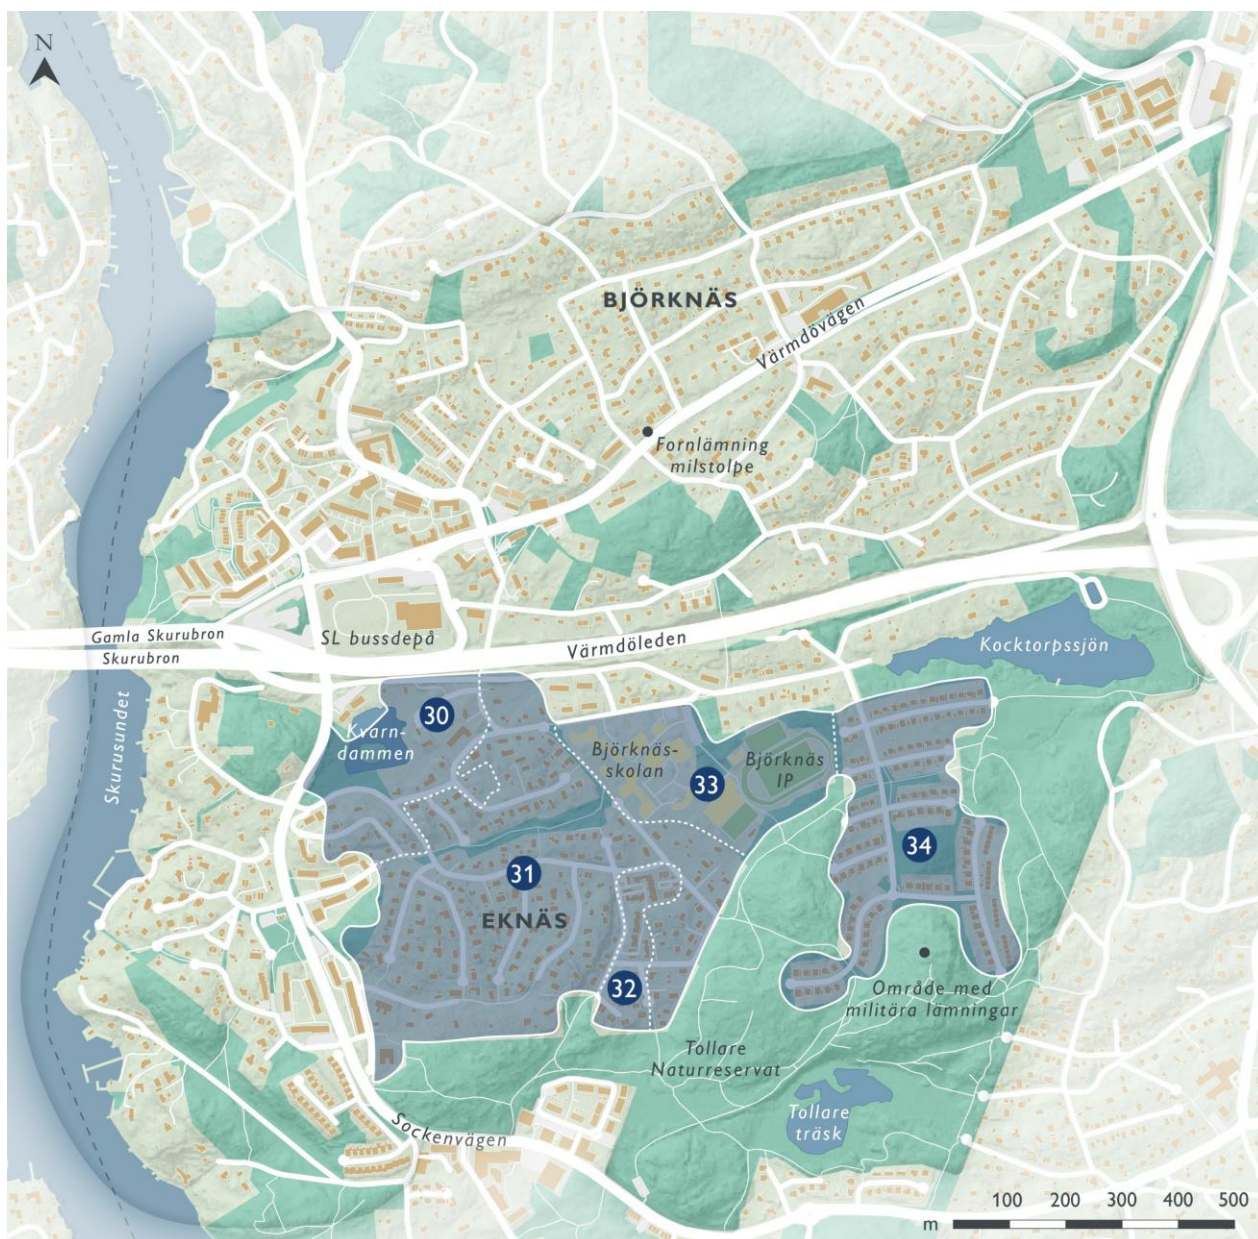 N
BJÖRKNÄS
Värmdövägen
Fornlämning
milstolpe
Gamla Skurubron
Skurubron
SL bussdepå
Värmdöleden
Kocktorpssjön
Skurusundet
30
Kvarn-
dammen
Björknäs-
skolan
33
Björknäs
IP
31
EKNÄS
34
32
Område med
militära lämningar
Tollare
Naturreservat
Tollare
träsk
Sockenvägen
100 200 300 400 500
m